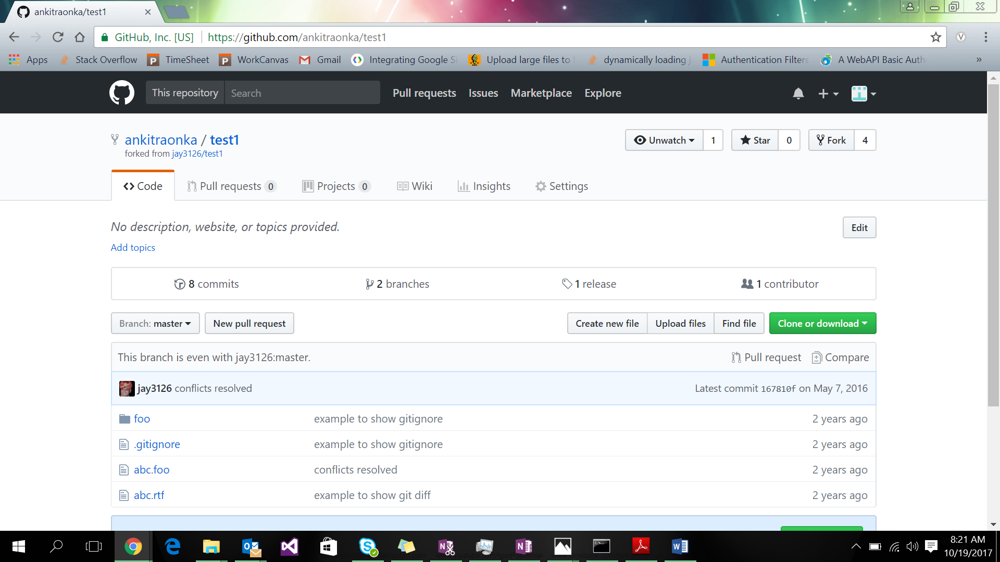 ankitraonka/test1
GitHub, Inc. [US] https://github.com/ankitraonka/test1
Apps Stack Overflow TimeSheet WorkCanvas Gmail Integrating Google Upload large files to dynamically loading Authentication Filters A WebAPI Basic »
This repository Search Pull requests Issues Marketplace Explore
ankitraonka / test1 Unwatch 1 Star 0 Fork 4
forked from jay3126/test1
Code Pull requests 0 Projects 0 Wiki Insights Settings
No description, website, or topics provided. Edit
Add topics
8 commits 2 branches 1 release 1 contributor
Branch: master New pull request Create new file Upload files Find file Clone or download
This branch is even with jay3126:master. Pull request Compare
jay3126 conflicts resolved Latest commit 167810f on May 7, 2016
foo example to show gitignore 2 years ago
.gitignore example to show gitignore 2 years ago
abc.foo conflicts resolved 2 years ago
abc.rtf example to show git diff 2 years ago
8:21 AM
10/19/2017